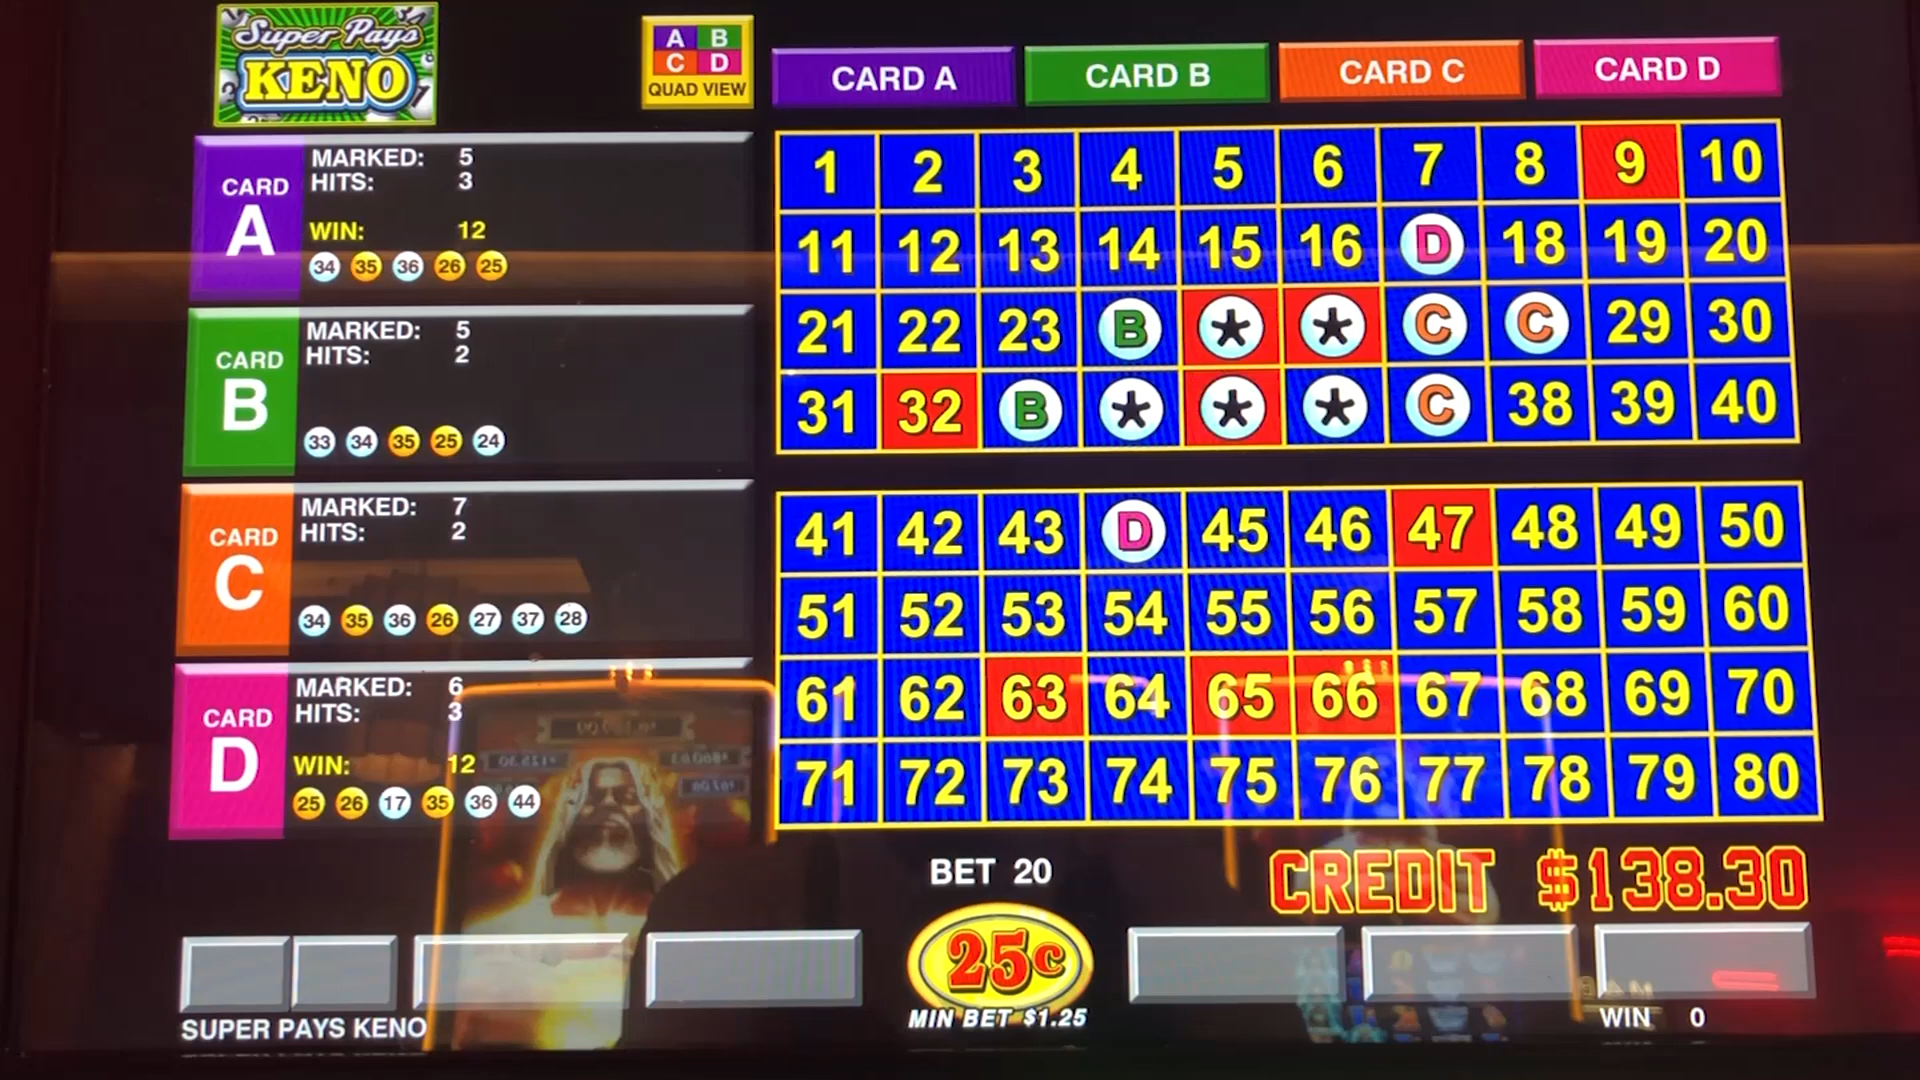 Super Pays
KENO
A B
C D
QUAD VIEW
CARD A
CARD B
CARD C
CARD D
CARD
A
MARKED: 5
HITS: 3
WIN: 12
34 35 36 26 25
CARD
B
MARKED: 5
HITS: 2
33 34 35 25 24
CARD
C
MARKED: 7
HITS: 2
34 35 36 26 27 37 28
CARD
D
MARKED: 6
HITS: 3
WIN: 12
25 26 17 35 36 44
1 2 3 4 5 6 7 8 9 10
11 12 13 14 15 16 D 18 19 20
21 22 23 B * * C C 29 30
31 32 B * * * C 38 39 40
41 42 43 D 45 46 47 48 49 50
51 52 53 54 55 56 57 58 59 60
61 62 63 64 65 66 67 68 69 70
71 72 73 74 75 76 77 78 79 80
BET 20
CREDIT $138.30
25¢
MIN BET $1.25
SUPER PAYS KENO
WIN 0